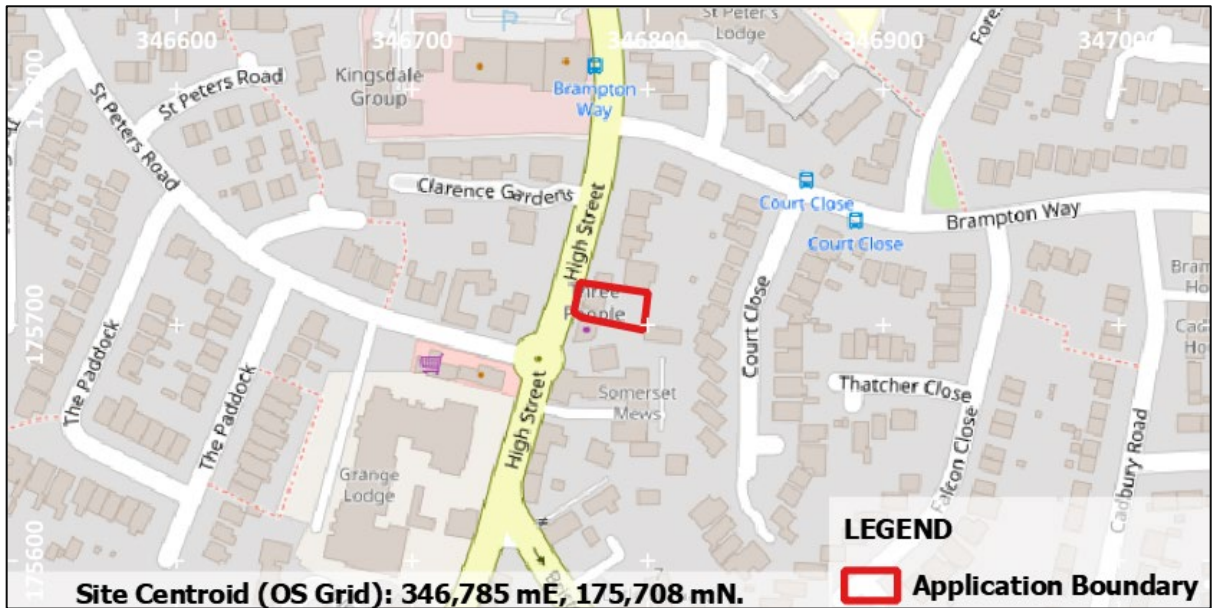 346600
346700
346800
346900
347000
175800
175700
175600
P
St Peter's
Lodge
St Peters Road
Kingsdale
Group
Brampton
Way
St Peters Road
Clarence Gardens
High Street
Court Close
Court Close
Brampton Way
Court Close
The Paddock
The Paddock
High Street
Somerset
Mews
Thatcher Close
Falcon Close
Cadbury Road
Grange
Lodge
LEGEND
Application Boundary
Site Centroid (OS Grid): 346,785 mE, 175,708 mN.